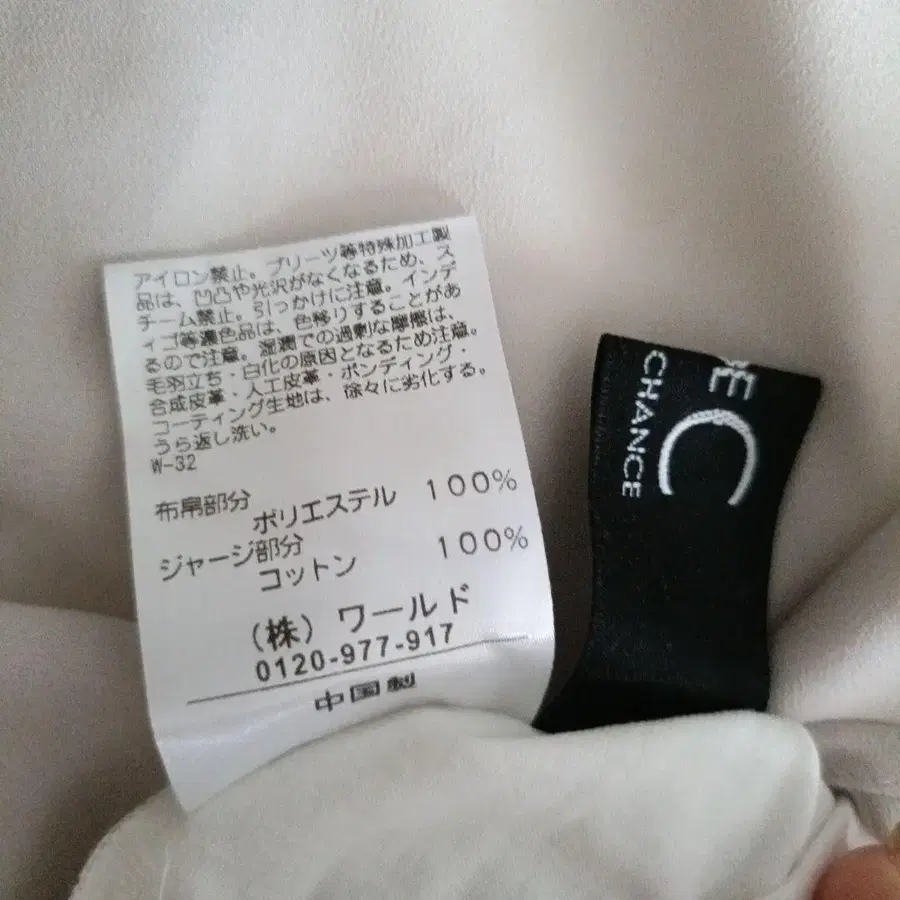 アイロン禁止。プリーツ等特殊加工製
品は、凹凸や光沢がなくなるため、ス
チーム禁止。引っかけに注意。インデ
ィゴ等濃色品は、色移りすることがあ
るので注意。湿潤での過剰な摩擦は、
毛羽立ち・白化の原因となるため注意。
合成皮革・人工皮革・ボンディング・
コーティング生地は、徐々に劣化する。
うら返し洗い。
W-32
布帛部分
ポリエステル 100%
ジャージ部分
コットン 100%
(株) ワールド
0120-977-917
中国製
DE C
CHANCE